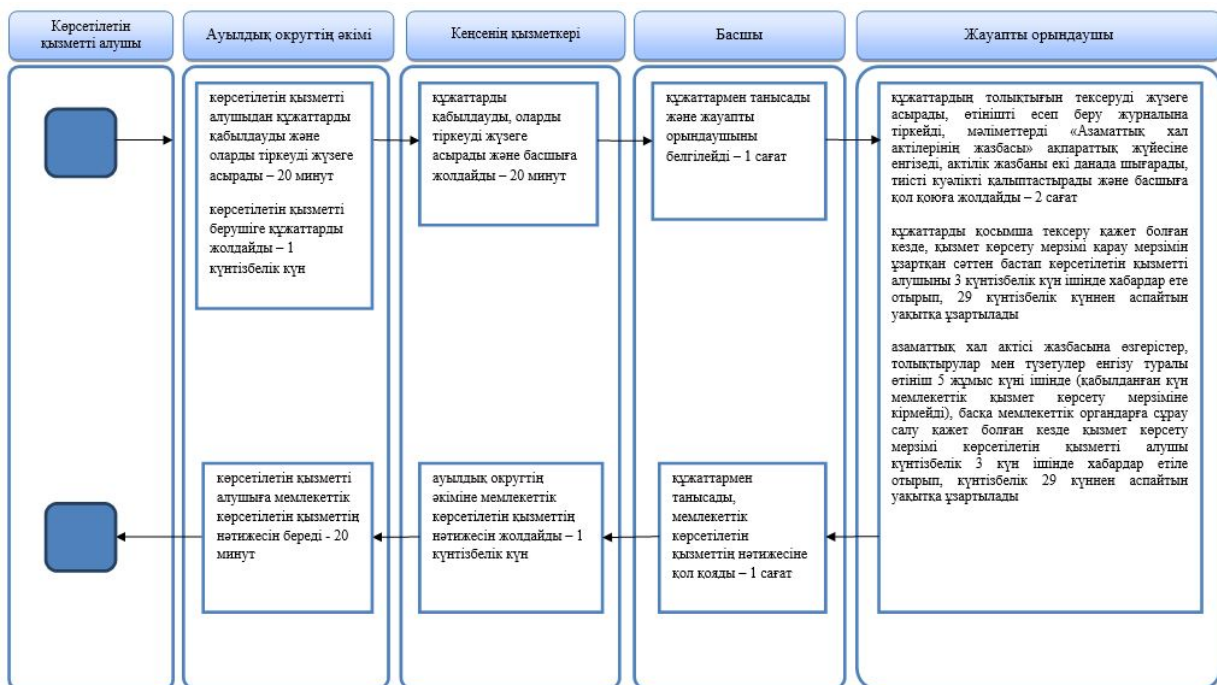 Көрсетілетін
қызметті алушы
Ауылдық округтің әкімі
Кеңсенің қызметкері
Басшы
Жауапты орындаушы
көрсетілетін қызметті
алушыдан құжаттарды
қабылдауды және
оларды тіркеуді жүзеге
асырады – 20 минут
көрсетілетін қызметті
берушіге құжаттарды
жолдайды – 1
күнтізбелік күн
құжаттарды
қабылдауды, оларды
тіркеуді жүзеге
асырады және басшыға
жолдайды – 20 минут
құжаттармен танысады
және жауапты
орындаушыны
белгілейді – 1 сағат
құжаттардың толықтығын тексеруді жүзеге
асырады, өтінішті есеп беру журналына
тіркейді, мәліметтерді «Азаматтық хал
актілерінің жазбасы» ақпараттық жүйесіне
енгізеді, актілік жазбаны екі данада шығарады,
тиісті куәлікті қалыптастырады және басшыға
қол қоюға жолдайды – 2 сағат
құжаттарды қосымша тексеру қажет болған
кезде, қызмет көрсету мерзімі қарау мерзімін
ұзартқан сәттен бастап көрсетілетін қызметті
алушыны 3 күнтізбелік күн ішінде хабардар ете
отырып, 29 күнтізбелік күннен аспайтын
уақытқа ұзартылады
азаматтық хал актісі жазбасына өзгерістер,
толықтырулар мен түзетулер енгізу туралы
өтініш 5 жұмыс күні ішінде (қабылданған күн
мемлекеттік қызмет көрсету мерзіміне
кірмейді), басқа мемлекеттік органдарға сұрау
салу қажет болған кезде қызмет көрсету
мерзімі көрсетілетін қызметті алушы
күнтізбелік 3 күн ішінде хабардар етіле
отырып, күнтізбелік 29 күннен аспайтын
уақытқа ұзартылады
көрсетілетін қызметті
алушыға мемлекеттік
көрсетілетін қызметтің
нәтижесін береді - 20
минут
ауылдық округтің
әкіміне мемлекеттік
көрсетілетін қызметтің
нәтижесін жолдайды – 1
күнтізбелік күн
құжаттармен
танысады,
мемлекеттік
көрсетілетін
қызметтің нәтижесіне
қол қояды – 1 сағат